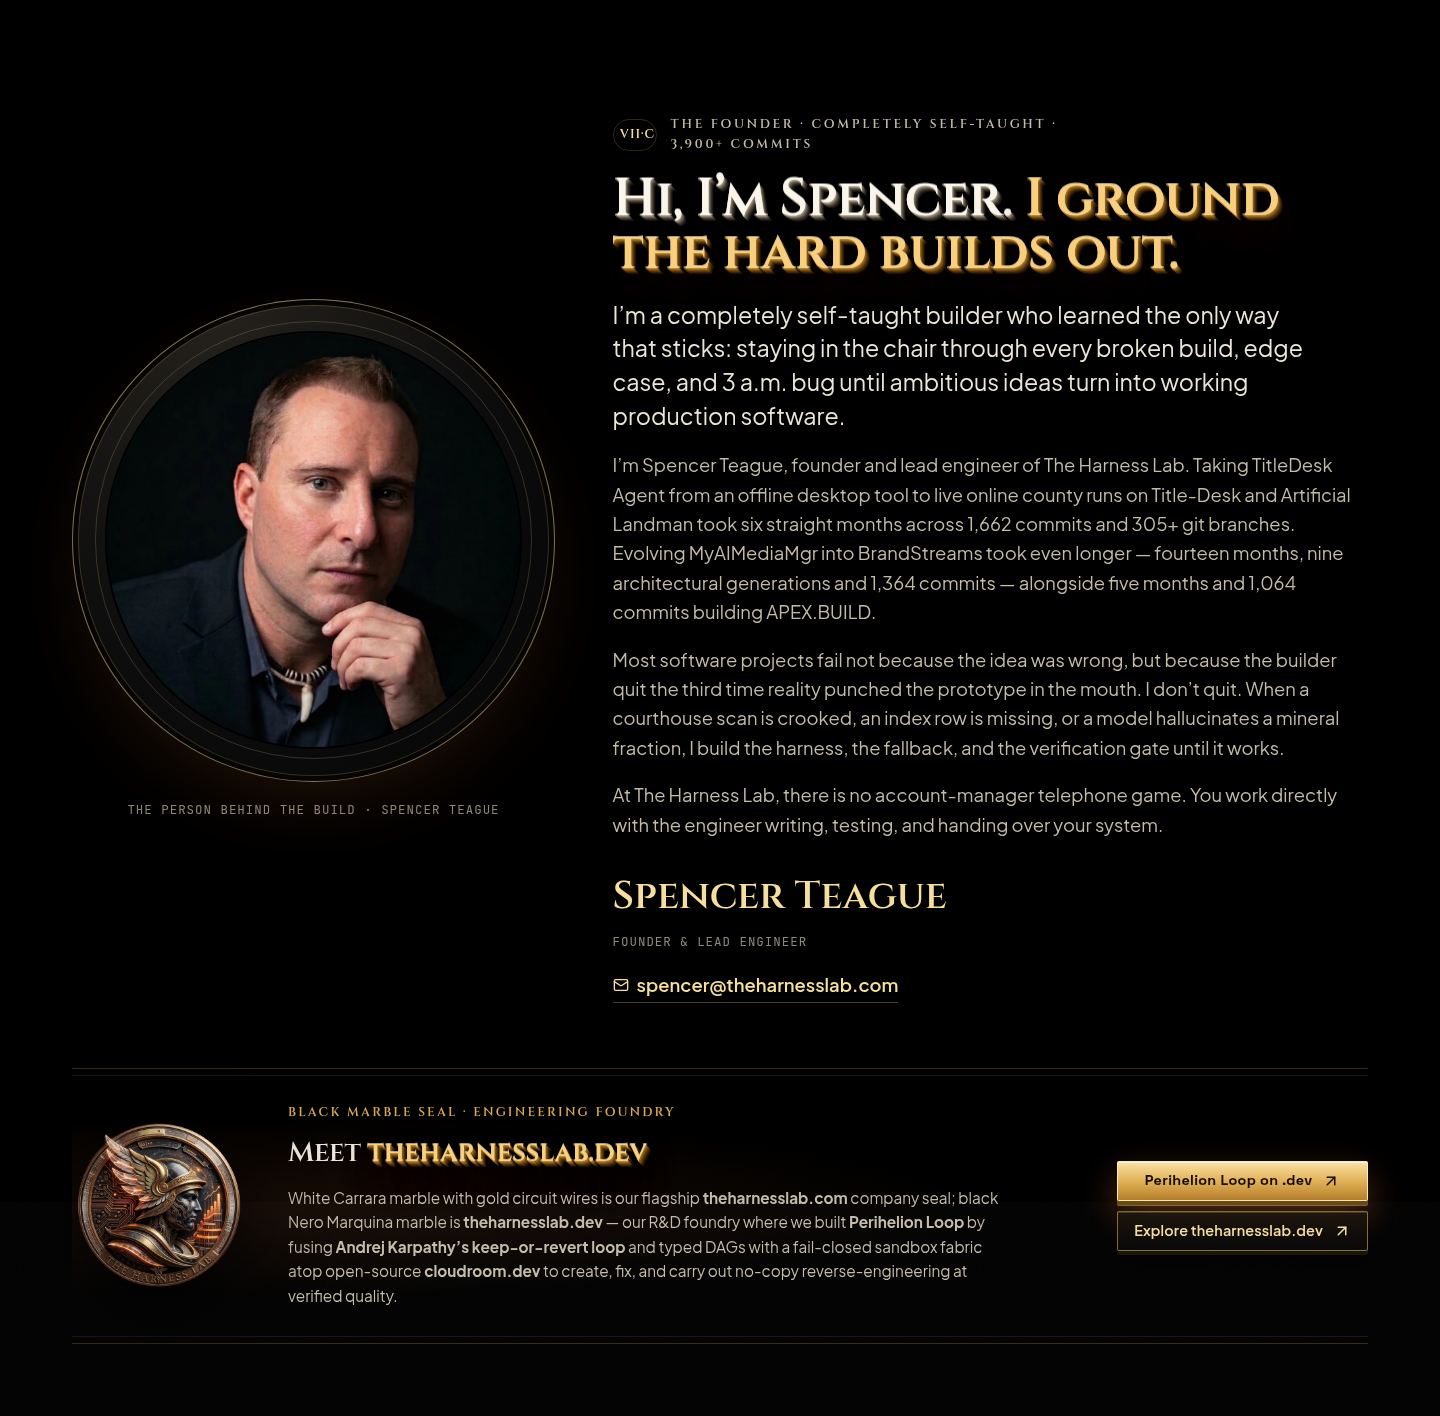 VII·C
THE FOUNDER · COMPLETELY SELF-TAUGHT ·
3,900+ COMMITS
Hi, I’m Spencer. I ground
the hard builds out.
I’m a completely self-taught builder who learned the only way
that sticks: staying in the chair through every broken build, edge
case, and 3 a.m. bug until ambitious ideas turn into working
production software.
I’m Spencer Teague, founder and lead engineer of The Harness Lab. Taking TitleDesk
Agent from an offline desktop tool to live online county runs on Title-Desk and Artificial
Landman took six straight months across 1,662 commits and 305+ git branches.
Evolving MyAIMediaMgr into BrandStreams took even longer — fourteen months, nine
architectural generations and 1,364 commits — alongside five months and 1,064
commits building APEX.BUILD.
Most software projects fail not because the idea was wrong, but because the builder
quit the third time reality punched the prototype in the mouth. I don’t quit. When a
courthouse scan is crooked, an index row is missing, or a model hallucinates a mineral
fraction, I build the harness, the fallback, and the verification gate until it works.
At The Harness Lab, there is no account-manager telephone game. You work directly
with the engineer writing, testing, and handing over your system.
THE PERSON BEHIND THE BUILD · SPENCER TEAGUE
Spencer Teague
FOUNDER & LEAD ENGINEER
spencer@theharnesslab.com
BLACK MARBLE SEAL · ENGINEERING FOUNDRY
Meet theharnesslab.dev
White Carrara marble with gold circuit wires is our flagship theharnesslab.com company seal; black
Nero Marquina marble is theharnesslab.dev — our R&D foundry where we built Perihelion Loop by
fusing Andrej Karpathy’s keep-or-revert loop and typed DAGs with a fail-closed sandbox fabric
atop open-source cloudroom.dev to create, fix, and carry out no-copy reverse-engineering at
verified quality.
THE HARNESS LAB
Perihelion Loop on .dev
Explore theharnesslab.dev